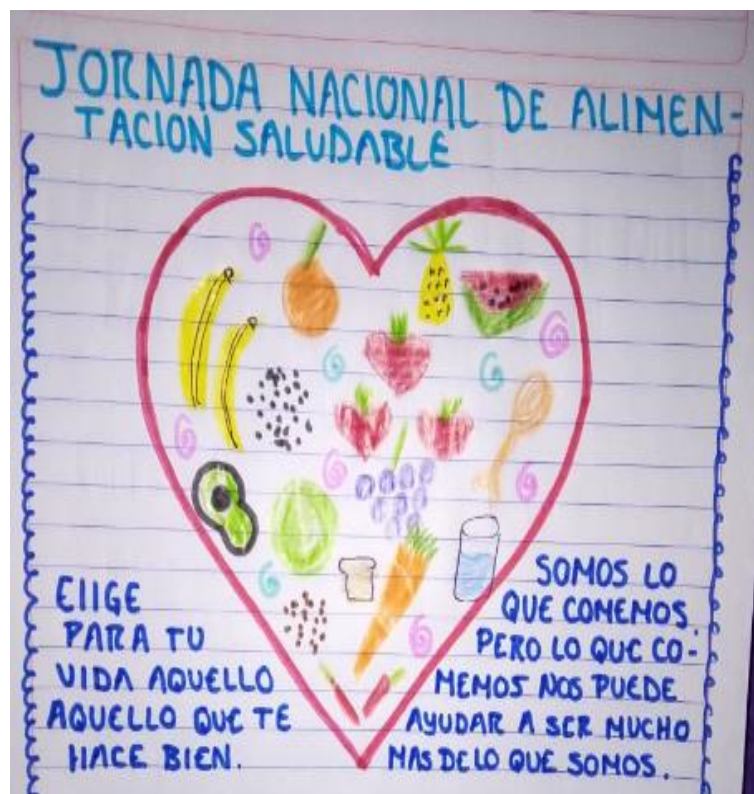 JORNADA NACIONAL DE ALIMEN-
TACION SALUDABLE
EIIGE
PARA TU
VIDA AQUELLO
AQUELLO QUE TE
HACE BIEN.
SOMOS LO
QUE COMEMOS.
PERO LO QUE CO-
MEMOS NOS PUEDE
AYUDAR A SER MUCHO
MAS DE LO QUE SOMOS.